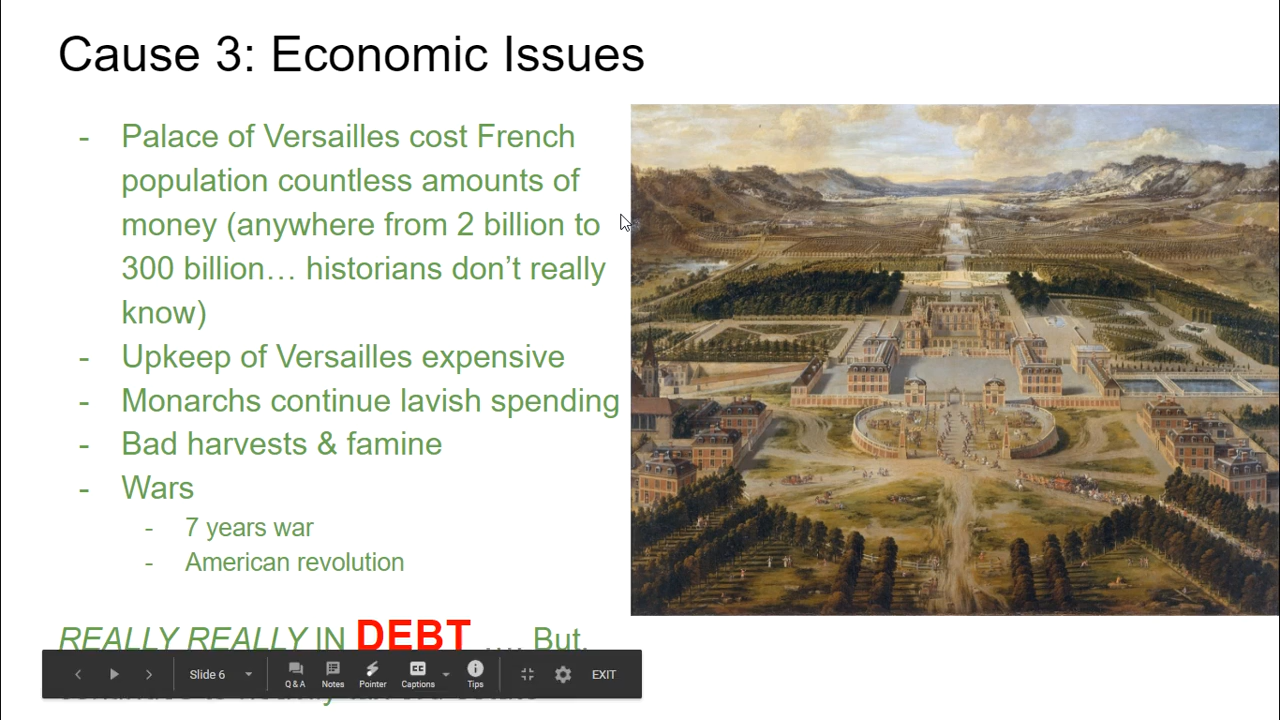 Cause 3: Economic Issues
- Palace of Versailles cost French
population countless amounts of
money (anywhere from 2 billion to
300 billion… historians don’t really
know)
- Upkeep of Versailles expensive
- Monarchs continue lavish spending
- Bad harvests & famine
- Wars
- 7 years war
- American revolution
REALLY REALLY IN DEBT …. But,
Slide 6 Q & A Notes Pointer Captions Tips EXIT